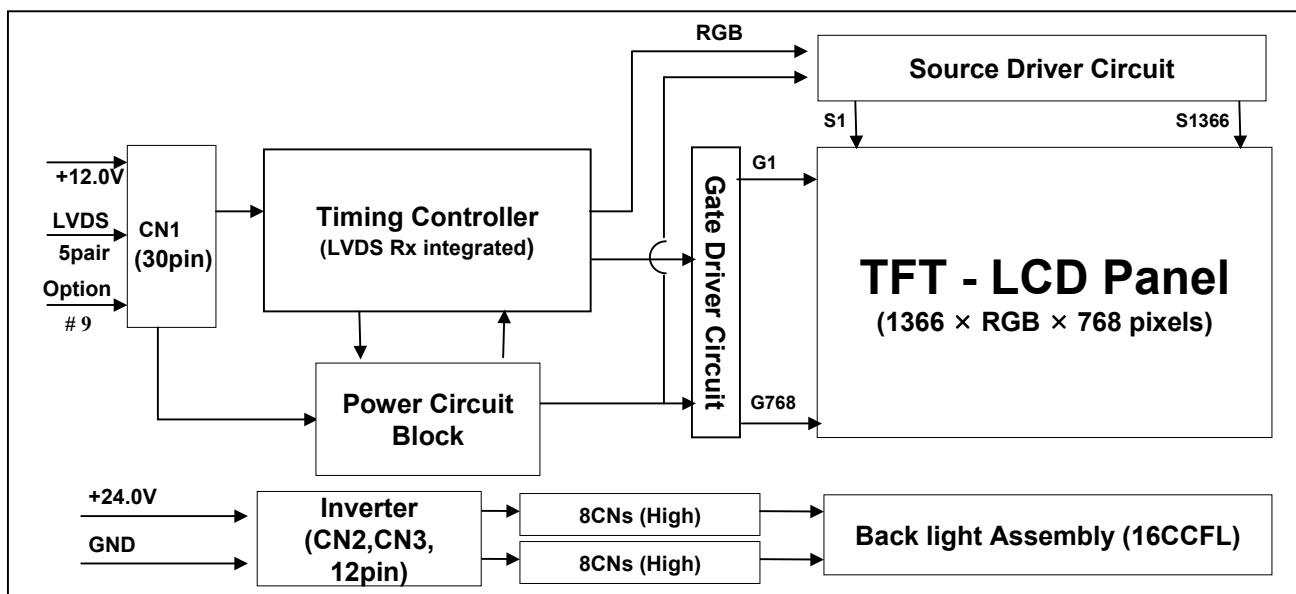 RGB
Source Driver Circuit
S1
S1366
+12.0V
LVDS
5pair
Option
# 9
CN1
(30pin)
Timing Controller
(LVDS Rx integrated)
Gate Driver Circuit
G1
G768
TFT - LCD Panel
(1366 × RGB × 768 pixels)
Power Circuit
Block
+24.0V
GND
Inverter
(CN2,CN3,
12pin)
8CNs (High)
8CNs (High)
Back light Assembly (16CCFL)